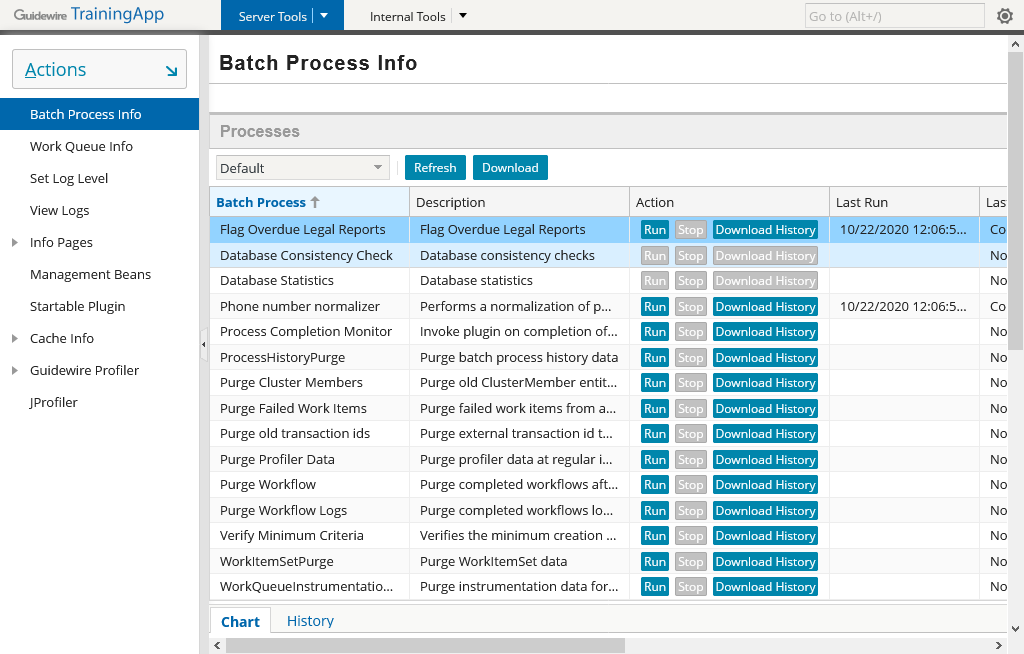 Guidewire TrainingApp Server Tools Internal Tools Go to (Alt+/)
Actions
Batch Process Info
Work Queue Info
Set Log Level
View Logs
Info Pages
Management Beans
Startable Plugin
Cache Info
Guidewire Profiler
JProfiler
Batch Process Info
Processes
Default Refresh Download
Batch Process Description Action Last Run Las
Flag Overdue Legal Reports Flag Overdue Legal Reports Run Stop Download History 10/22/2020 12:06:5... Co
Database Consistency Check Database consistency checks Run Stop Download History No
Database Statistics Database statistics Run Stop Download History No
Phone number normalizer Performs a normalization of p... Run Stop Download History 10/22/2020 12:06:5... Co
Process Completion Monitor Invoke plugin on completion of... Run Stop Download History No
ProcessHistoryPurge Purge batch process history data Run Stop Download History No
Purge Cluster Members Purge old ClusterMember entit... Run Stop Download History No
Purge Failed Work Items Purge failed work items from a... Run Stop Download History No
Purge old transaction ids Purge external transaction id t... Run Stop Download History No
Purge Profiler Data Purge profiler data at regular i... Run Stop Download History No
Purge Workflow Purge completed workflows aft... Run Stop Download History No
Purge Workflow Logs Purge completed workflows lo... Run Stop Download History No
Verify Minimum Criteria Verifies the minimum creation ... Run Stop Download History No
WorkItemSetPurge Purge WorkItemSet data Run Stop Download History No
WorkQueueInstrumentatio... Purge instrumentation data for... Run Stop Download History No
Chart History